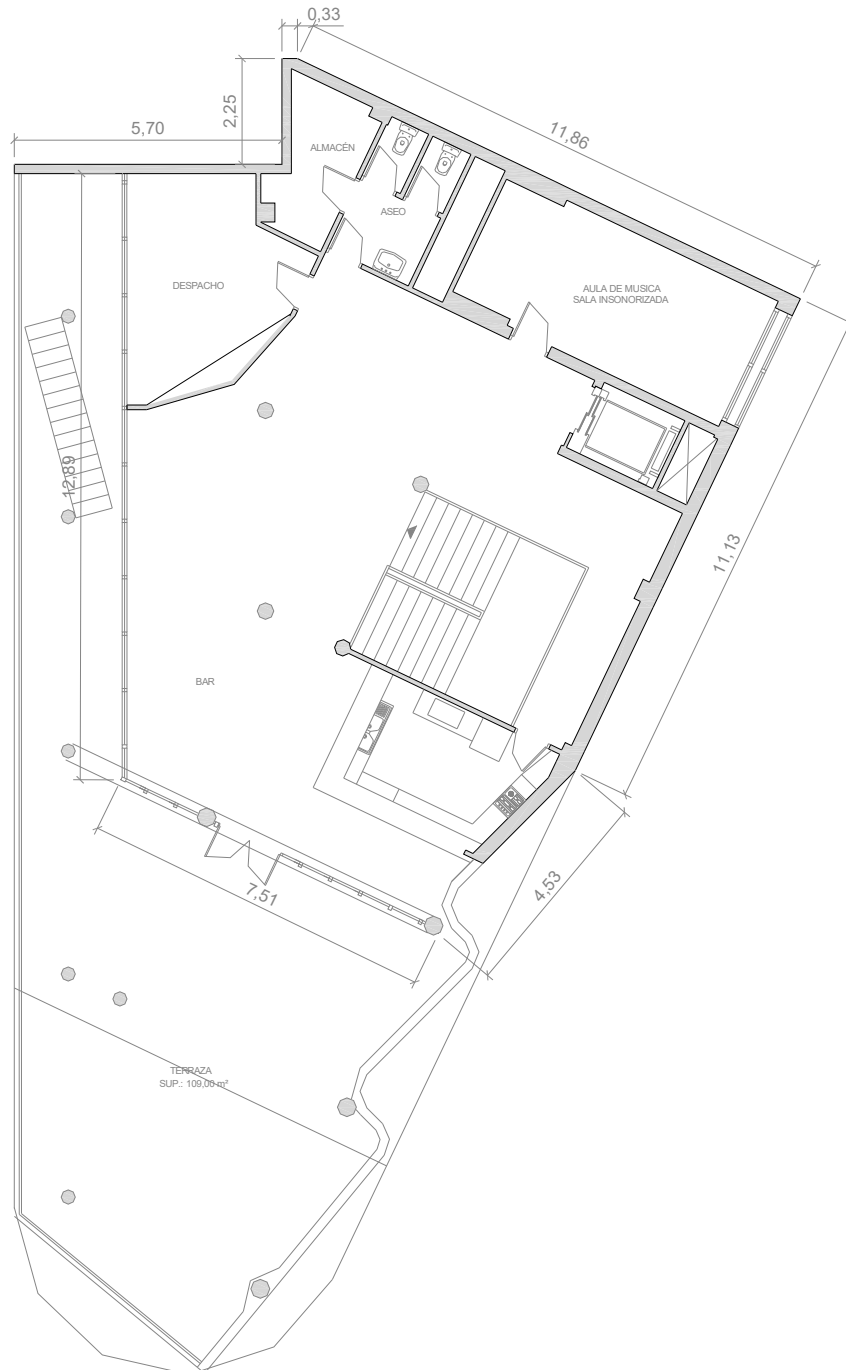 0,33
5,70
2,25
11,86
ALMACÉN
ASEO
DESPACHO
AULA DE MUSICA
SALA INSONORIZADA
12,89
11,13
BAR
7,51
4,53
TERRAZA
SUP.: 109,00 m²